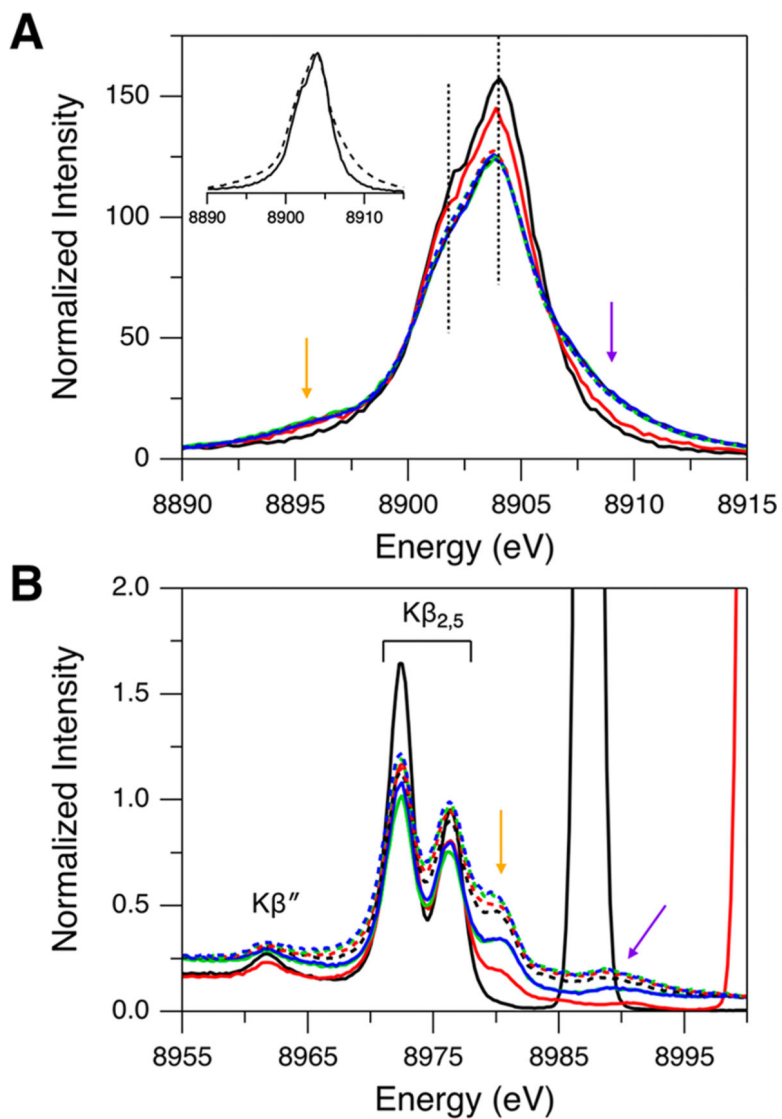 A
150
100
50
0
Normalized Intensity
8890 8900 8910
8890 8895 8900 8905 8910 8915
Energy (eV)
B
2.0
1.5
1.0
0.5
0.0
Normalized Intensity
Kβ2,5
Kβ″
8955 8965 8975 8985 8995
Energy (eV)